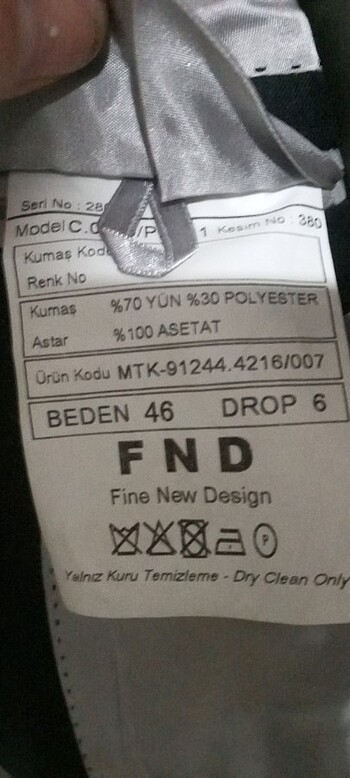 Seri No : 28
Model C. /P 1 Kesim No : 380
Kumaş Kodu
Renk No
Kumaş %70 YÜN %30 POLYESTER
Astar %100 ASETAT
Ürün Kodu MTK-91244.4216/007
BEDEN 46 DROP 6
FND
Fine New Design
P
Yalnız Kuru Temizleme - Dry Clean Only